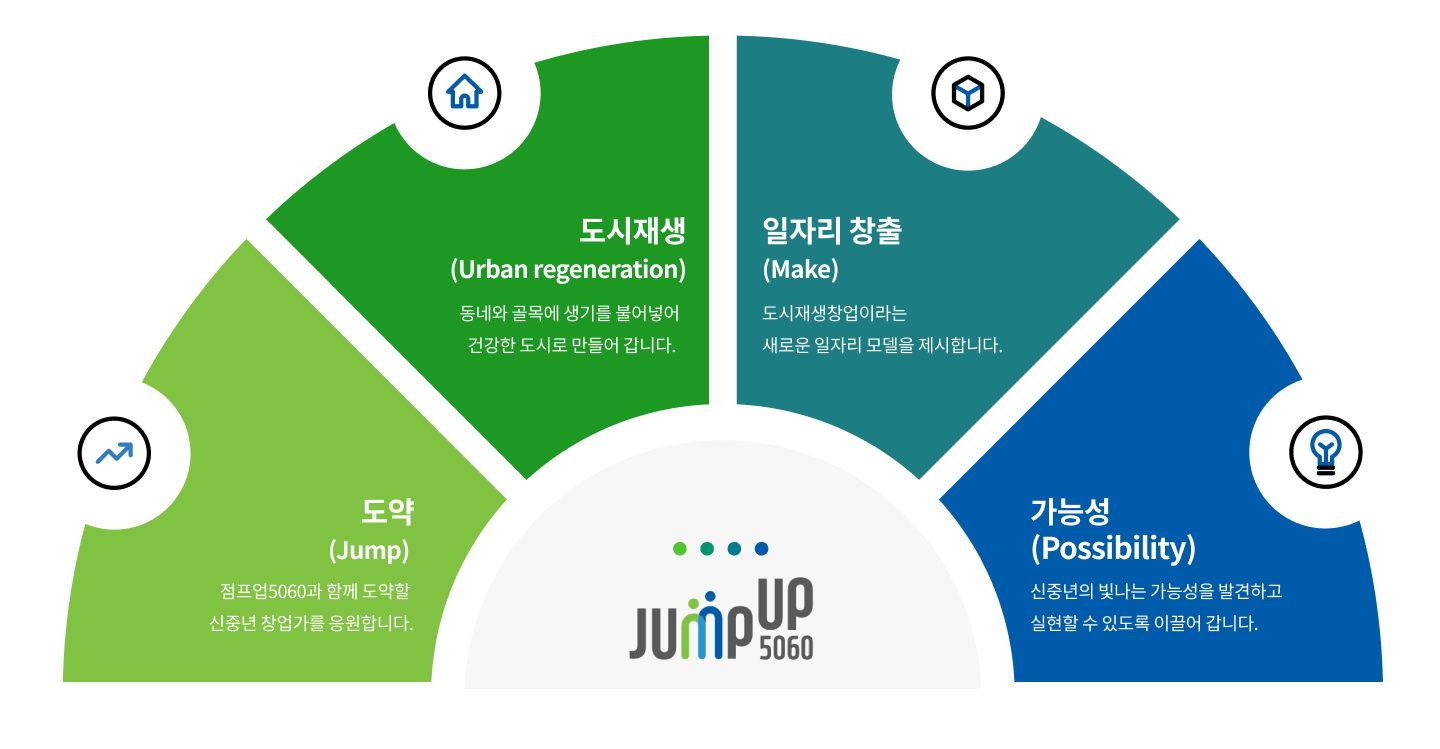 도시재생
(Urban regeneration)
동네와 골목에 생기를 불어넣어
건강한 도시로 만들어 갑니다.
일자리 창출
(Make)
도시재생창업이라는
새로운 일자리 모델을 제시합니다.
도약
(Jump)
점프업5060과 함께 도약할
신중년 창업가를 응원합니다.
가능성
(Possibility)
신중년의 빛나는 가능성을 발견하고
실현할 수 있도록 이끌어 갑니다.
JUMPUP
5060